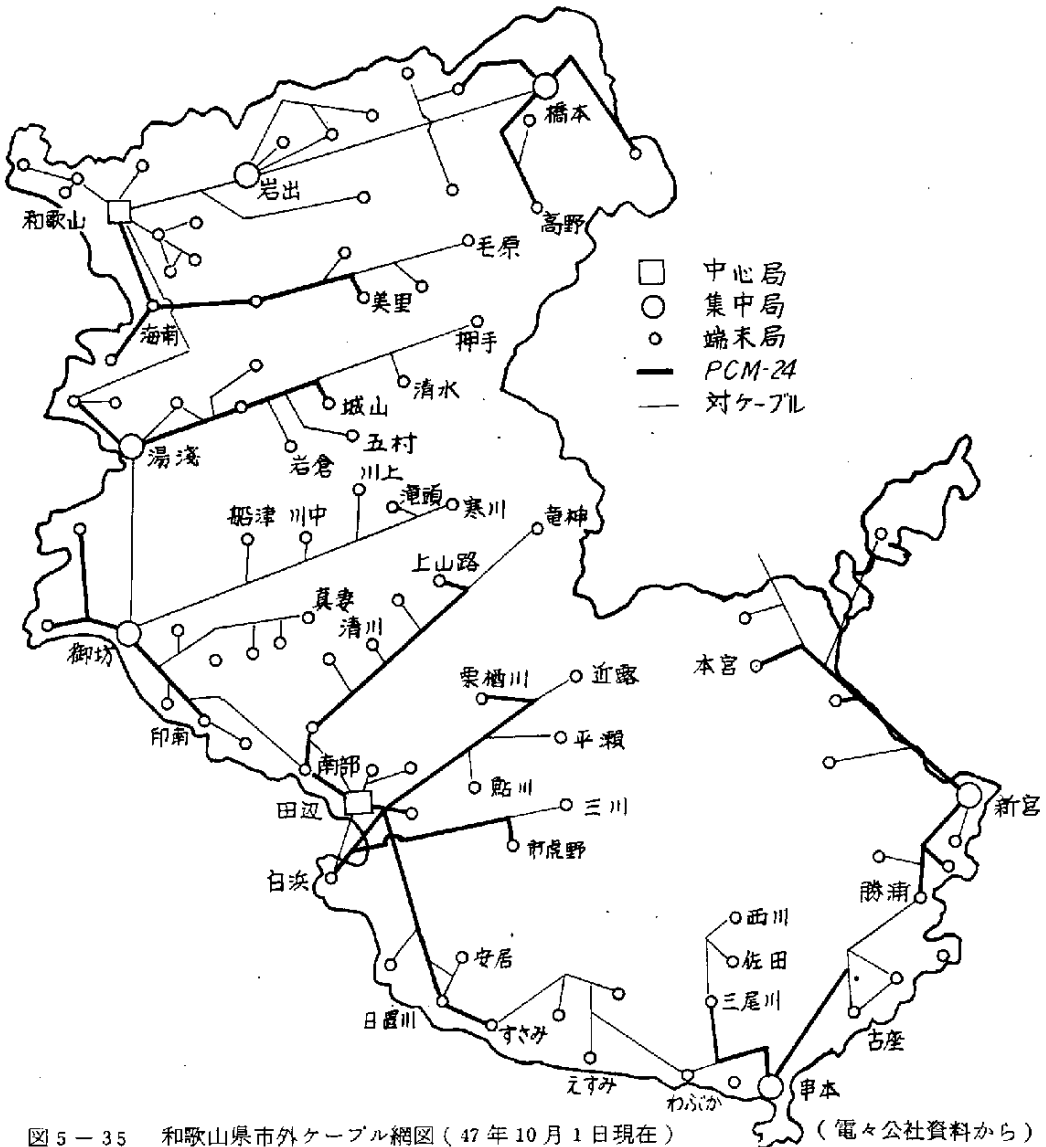 橋本
岩出
和歌山
高野
毛原
美里
海南
押手
清水
城山
五村
岩倉
湯浅
川上
滝頭
寒川
船津 川中
竜神
上山路
真妻
清川
御坊
印南
南部
田辺
栗栖川
近露
平瀬
鮎川
三川
市鹿野
白浜
安居
日置川
すさみ
えすみ
わぶか
西川
佐田
三尾川
串本
古座
勝浦
新宮
本宮
中心局
集中局
端末局
PCM-24
対ケーブル
図5-35 和歌山県市外ケーブル網図(47年10月1日現在)
(電々公社資料から)